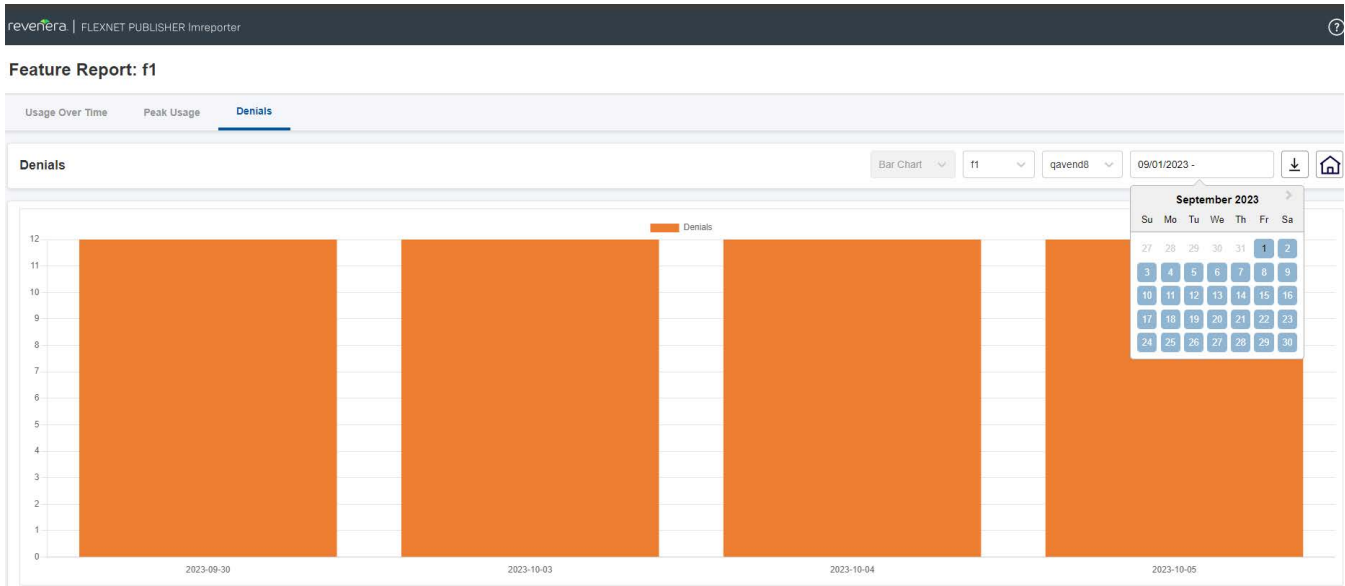 revenera. | FLEXNET PUBLISHER lmreporter
?
Feature Report: f1
Usage Over Time Peak Usage Denials
Denials
Bar Chart f1 qavend8 09/01/2023 -
September 2023
Su Mo Tu We Th Fr Sa
27 28 29 30 31 1 2
3 4 5 6 7 8 9
10 11 12 13 14 15 16
17 18 19 20 21 22 23
24 25 26 27 28 29 30
Denials
12
11
10
9
8
7
6
5
4
3
2
1
0
2023-09-30 2023-10-03 2023-10-04 2023-10-05